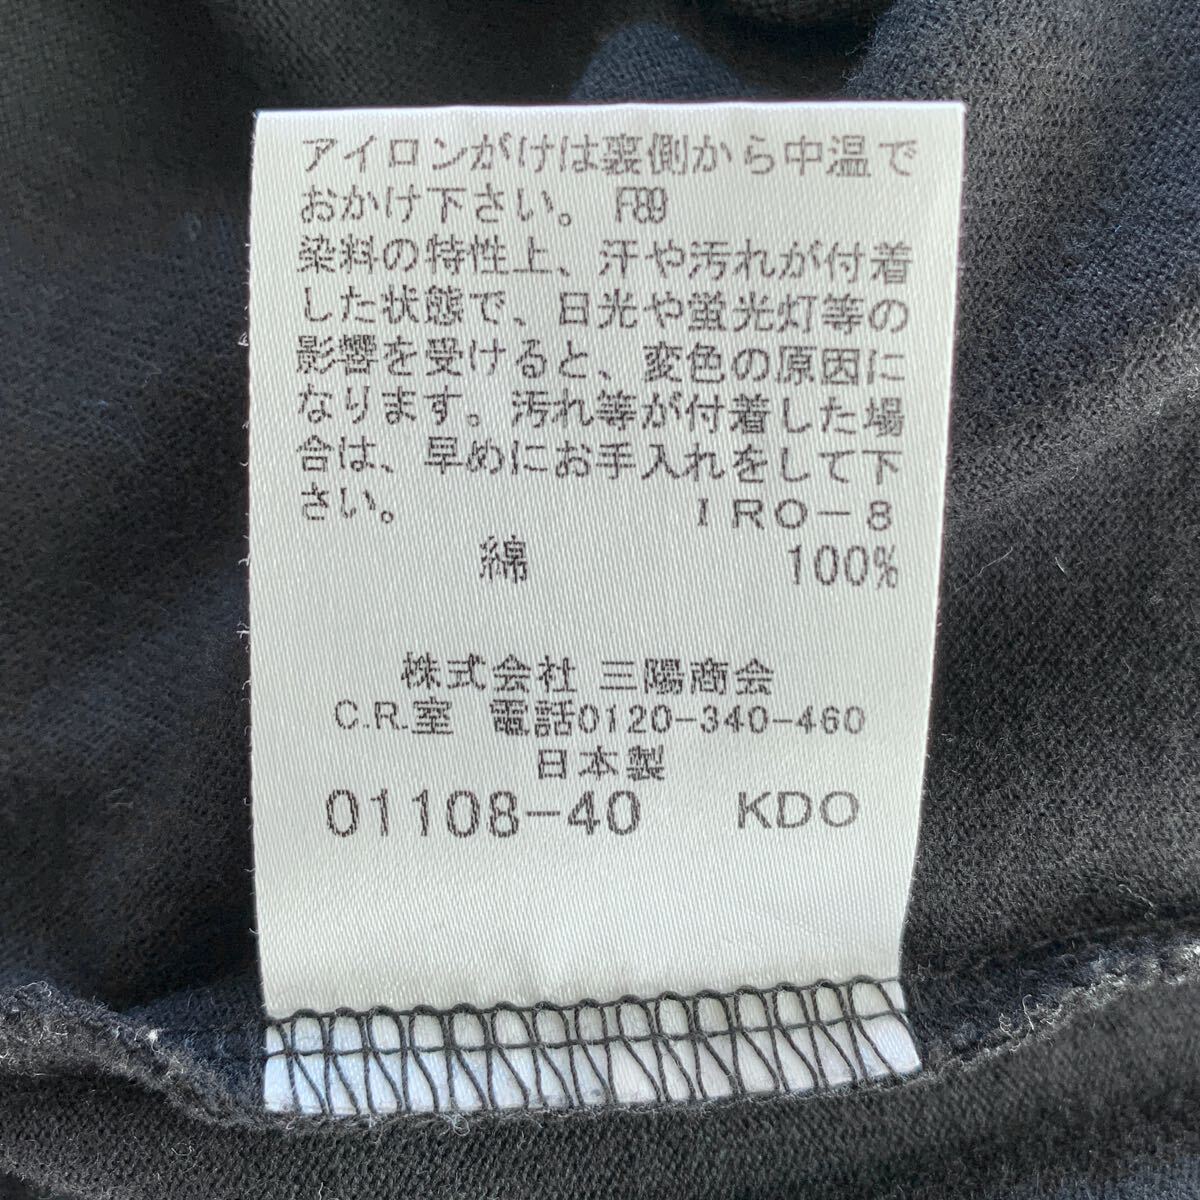 アイロンがけは裏側から中温で
おかけ下さい。 F89
染料の特性上、汗や汚れが付着
した状態で、日光や蛍光灯等の
影響を受けると、変色の原因に
なります。汚れ等が付着した場
合は、早めにお手入れをして下
さい。 IRO-8
綿 100%
株式会社 三陽商会
C.R.室 電話0120-340-460
日本製
01108-40 KDO